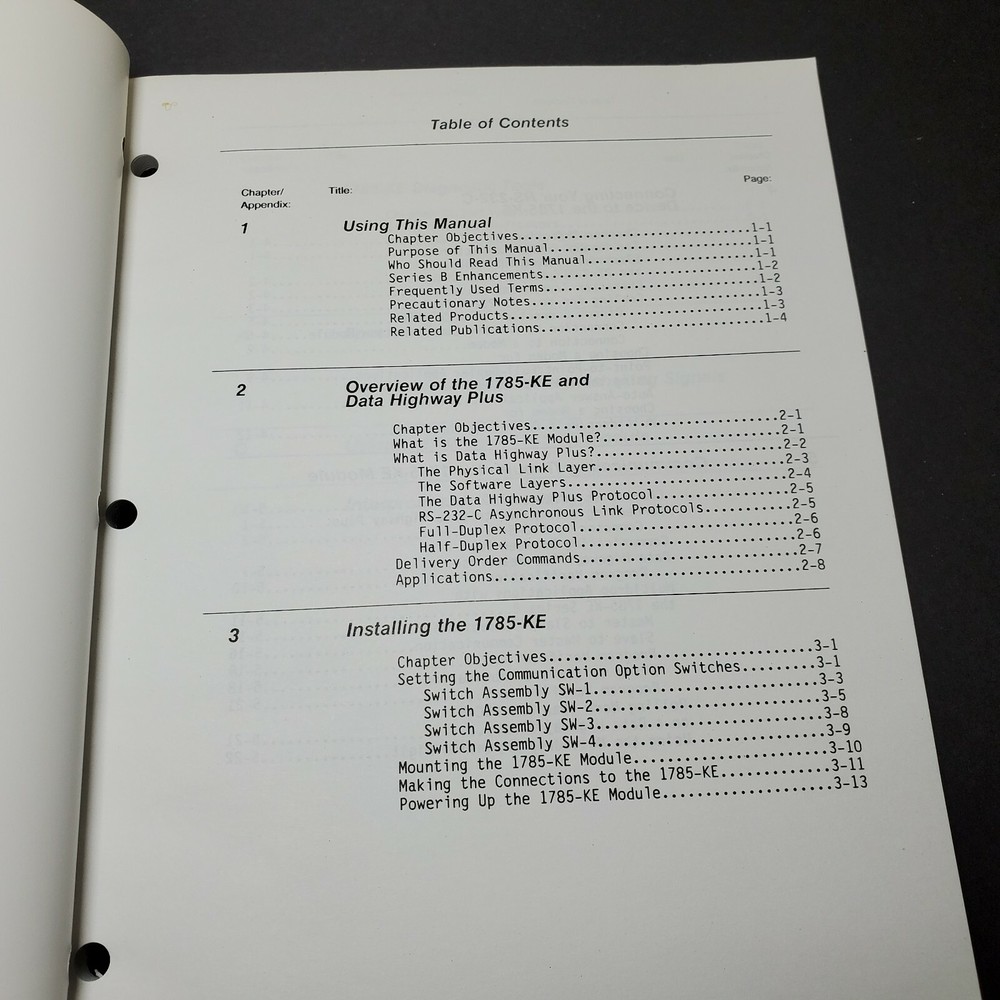 Table of Contents
Chapter/ Title: Page:
Appendix:
1 Using This Manual
Chapter Objectives................................1-1
Purpose of This Manual............................1-1
Who Should Read This Manual.......................1-1
Series B Enhancements.............................1-2
Frequently Used Terms.............................1-2
Precautionary Notes...............................1-3
Related Products..................................1-3
Related Publications..............................1-4
2 Overview of the 1785-KE and
Data Highway Plus
Chapter Objectives................................2-1
What is the 1785-KE Module?.......................2-1
What is Data Highway Plus?........................2-2
The Physical Link Layer.........................2-3
The Software Layers.............................2-4
The Data Highway Plus Protocol..................2-5
RS-232-C Asynchronous Link Protocols............2-5
Full-Duplex Protocol............................2-6
Half-Duplex Protocol............................2-6
Delivery Order Commands...........................2-7
Applications......................................2-8
3 Installing the 1785-KE
Chapter Objectives................................3-1
Setting the Communication Option Switches.........3-1
Switch Assembly SW-1............................3-3
Switch Assembly SW-2............................3-5
Switch Assembly SW-3............................3-8
Switch Assembly SW-4............................3-9
Mounting the 1785-KE Module.......................3-10
Making the Connections to the 1785-KE.............3-11
Powering Up the 1785-KE Module....................3-13